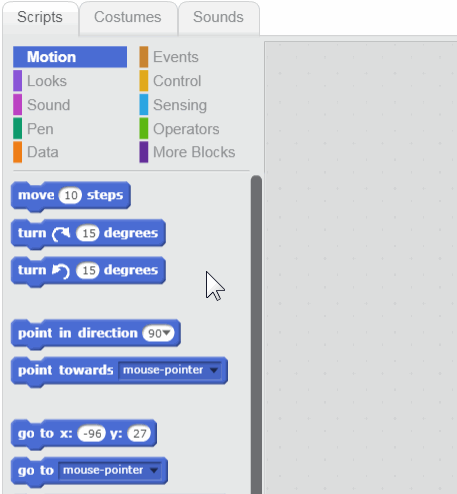 Scripts Costumes Sounds
Motion Events
Looks Control
Sound Sensing
Pen Operators
Data More Blocks
move 10 steps
turn 15 degrees
turn 15 degrees
point in direction 90
point towards mouse-pointer
go to x: -96 y: 27
go to mouse-pointer